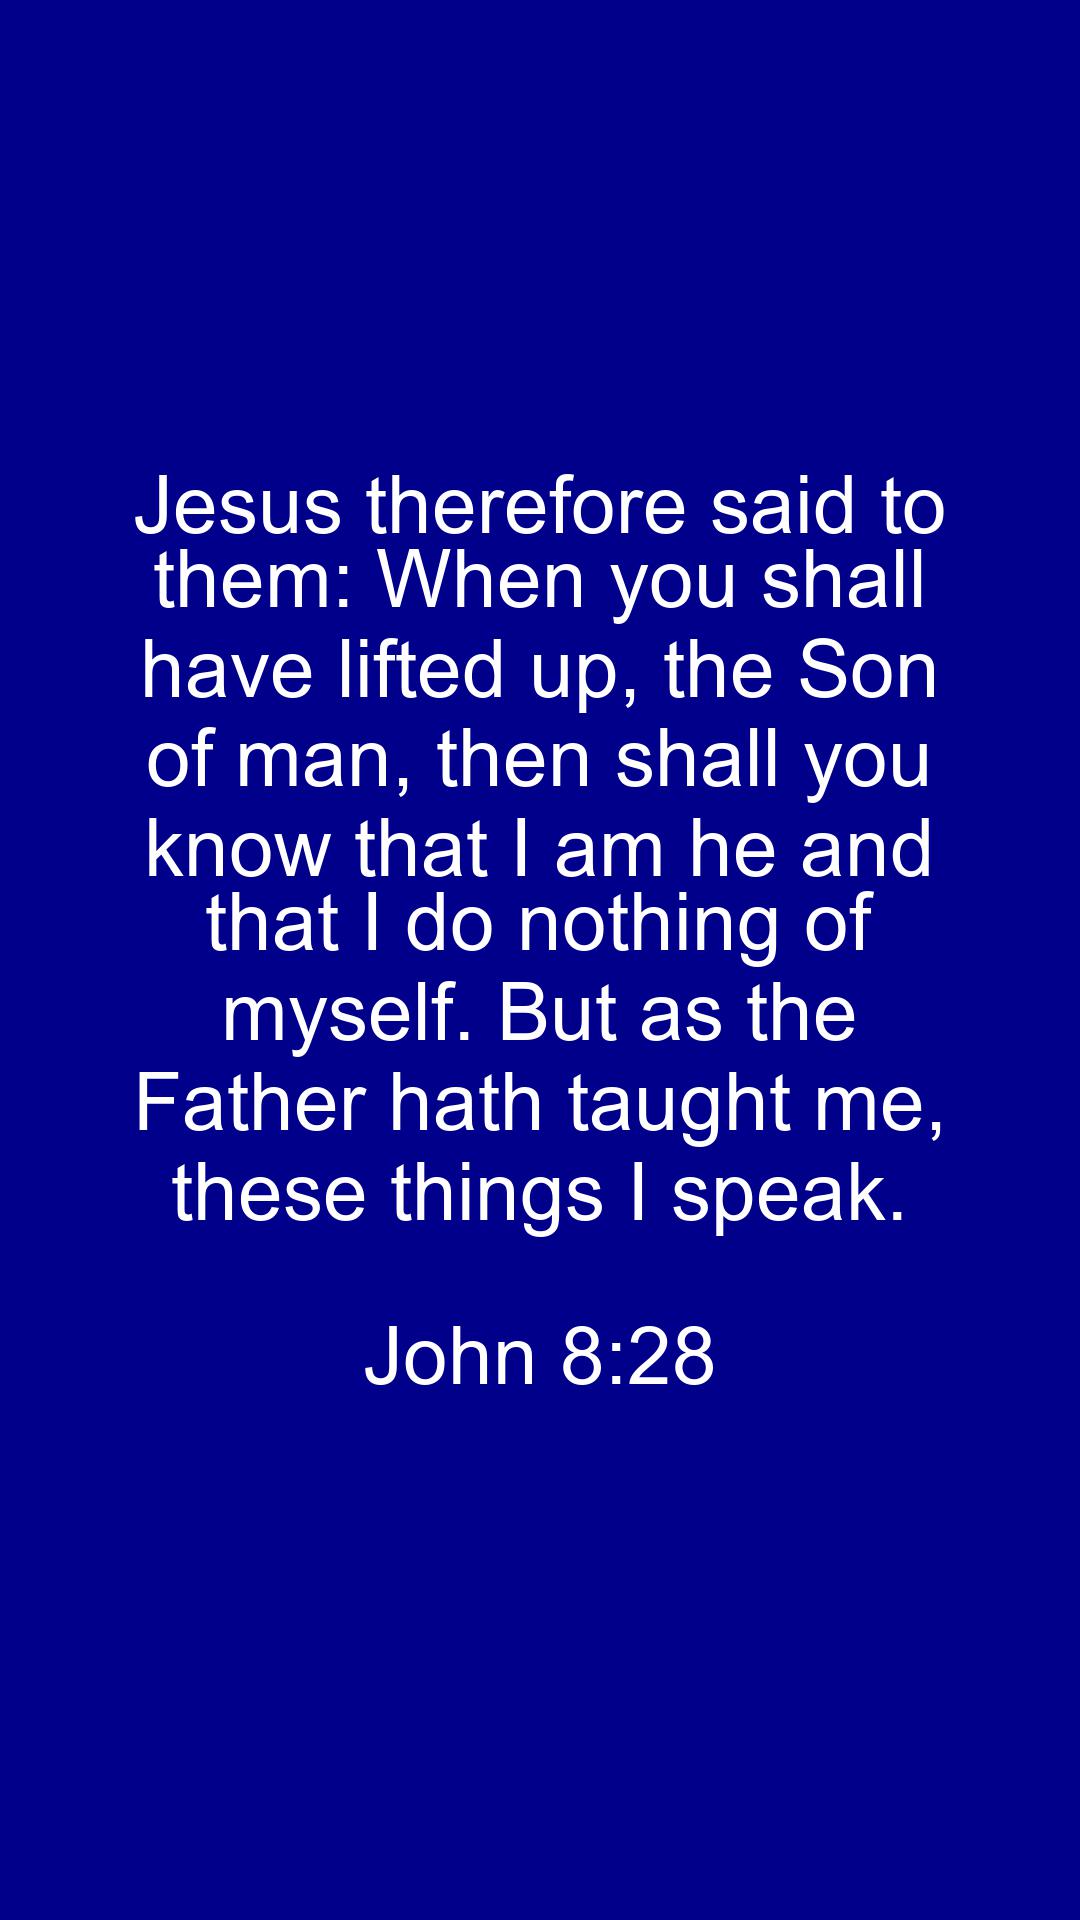 Jesus therefore said to
them: When you shall
have lifted up, the Son
of man, then shall you
know that I am he and
that I do nothing of
myself. But as the
Father hath taught me,
these things I speak.
John 8:28